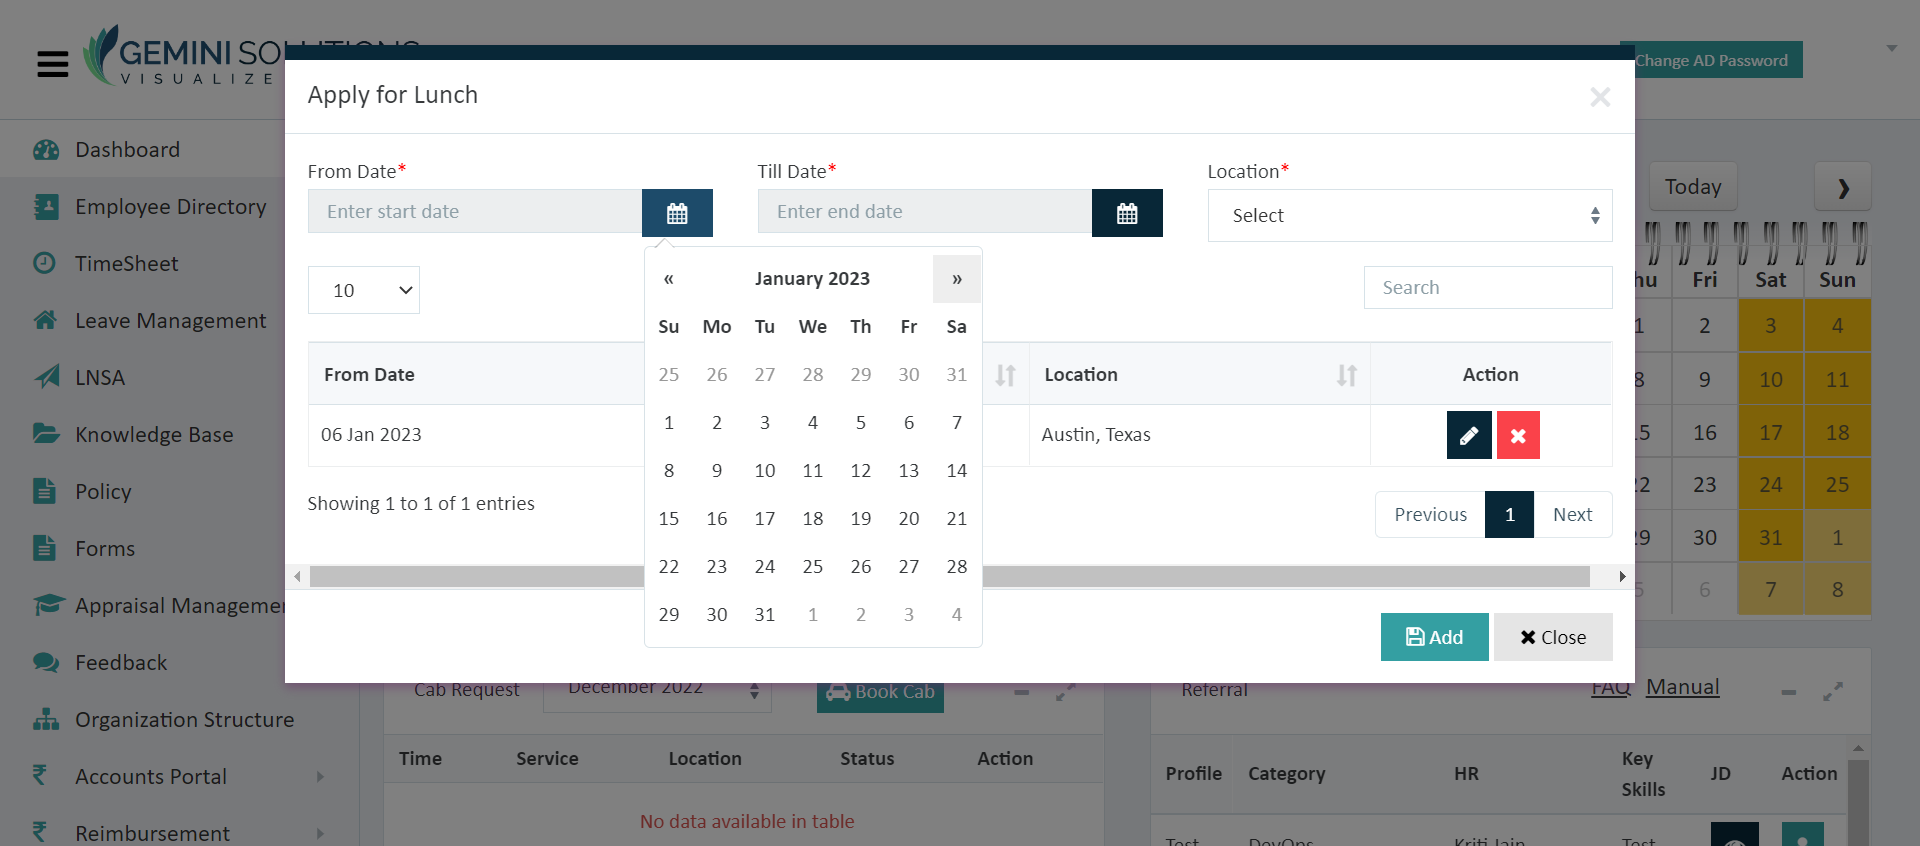 GEMINI SO
VISUALIZE
Change AD Password
Apply for Lunch
×
Dashboard
Employee Directory
TimeSheet
Leave Management
LNSA
Knowledge Base
Policy
Forms
Appraisal Managemen
Feedback
Organization Structure
Accounts Portal
Reimbursement
From Date*
Till Date*
Location*
Enter start date
Enter end date
Select
10
Search
« January 2023 »
Su Mo Tu We Th Fr Sa
25 26 27 28 29 30 31
1 2 3 4 5 6 7
8 9 10 11 12 13 14
15 16 17 18 19 20 21
22 23 24 25 26 27 28
29 30 31 1 2 3 4
From Date Location Action
06 Jan 2023 Austin, Texas
Showing 1 to 1 of 1 entries
Previous 1 Next
Add Close
Today
hu Fri Sat Sun
1 2 3 4
8 9 10 11
15 16 17 18
22 23 24 25
29 30 31 1
5 6 7 8
Cab Request December 2022 Book Cab
Time Service Location Status Action
No data available in table
Referral FAQ Manual
Profile Category HR Key Skills JD Action
Test DevOps Kriti Jain Test